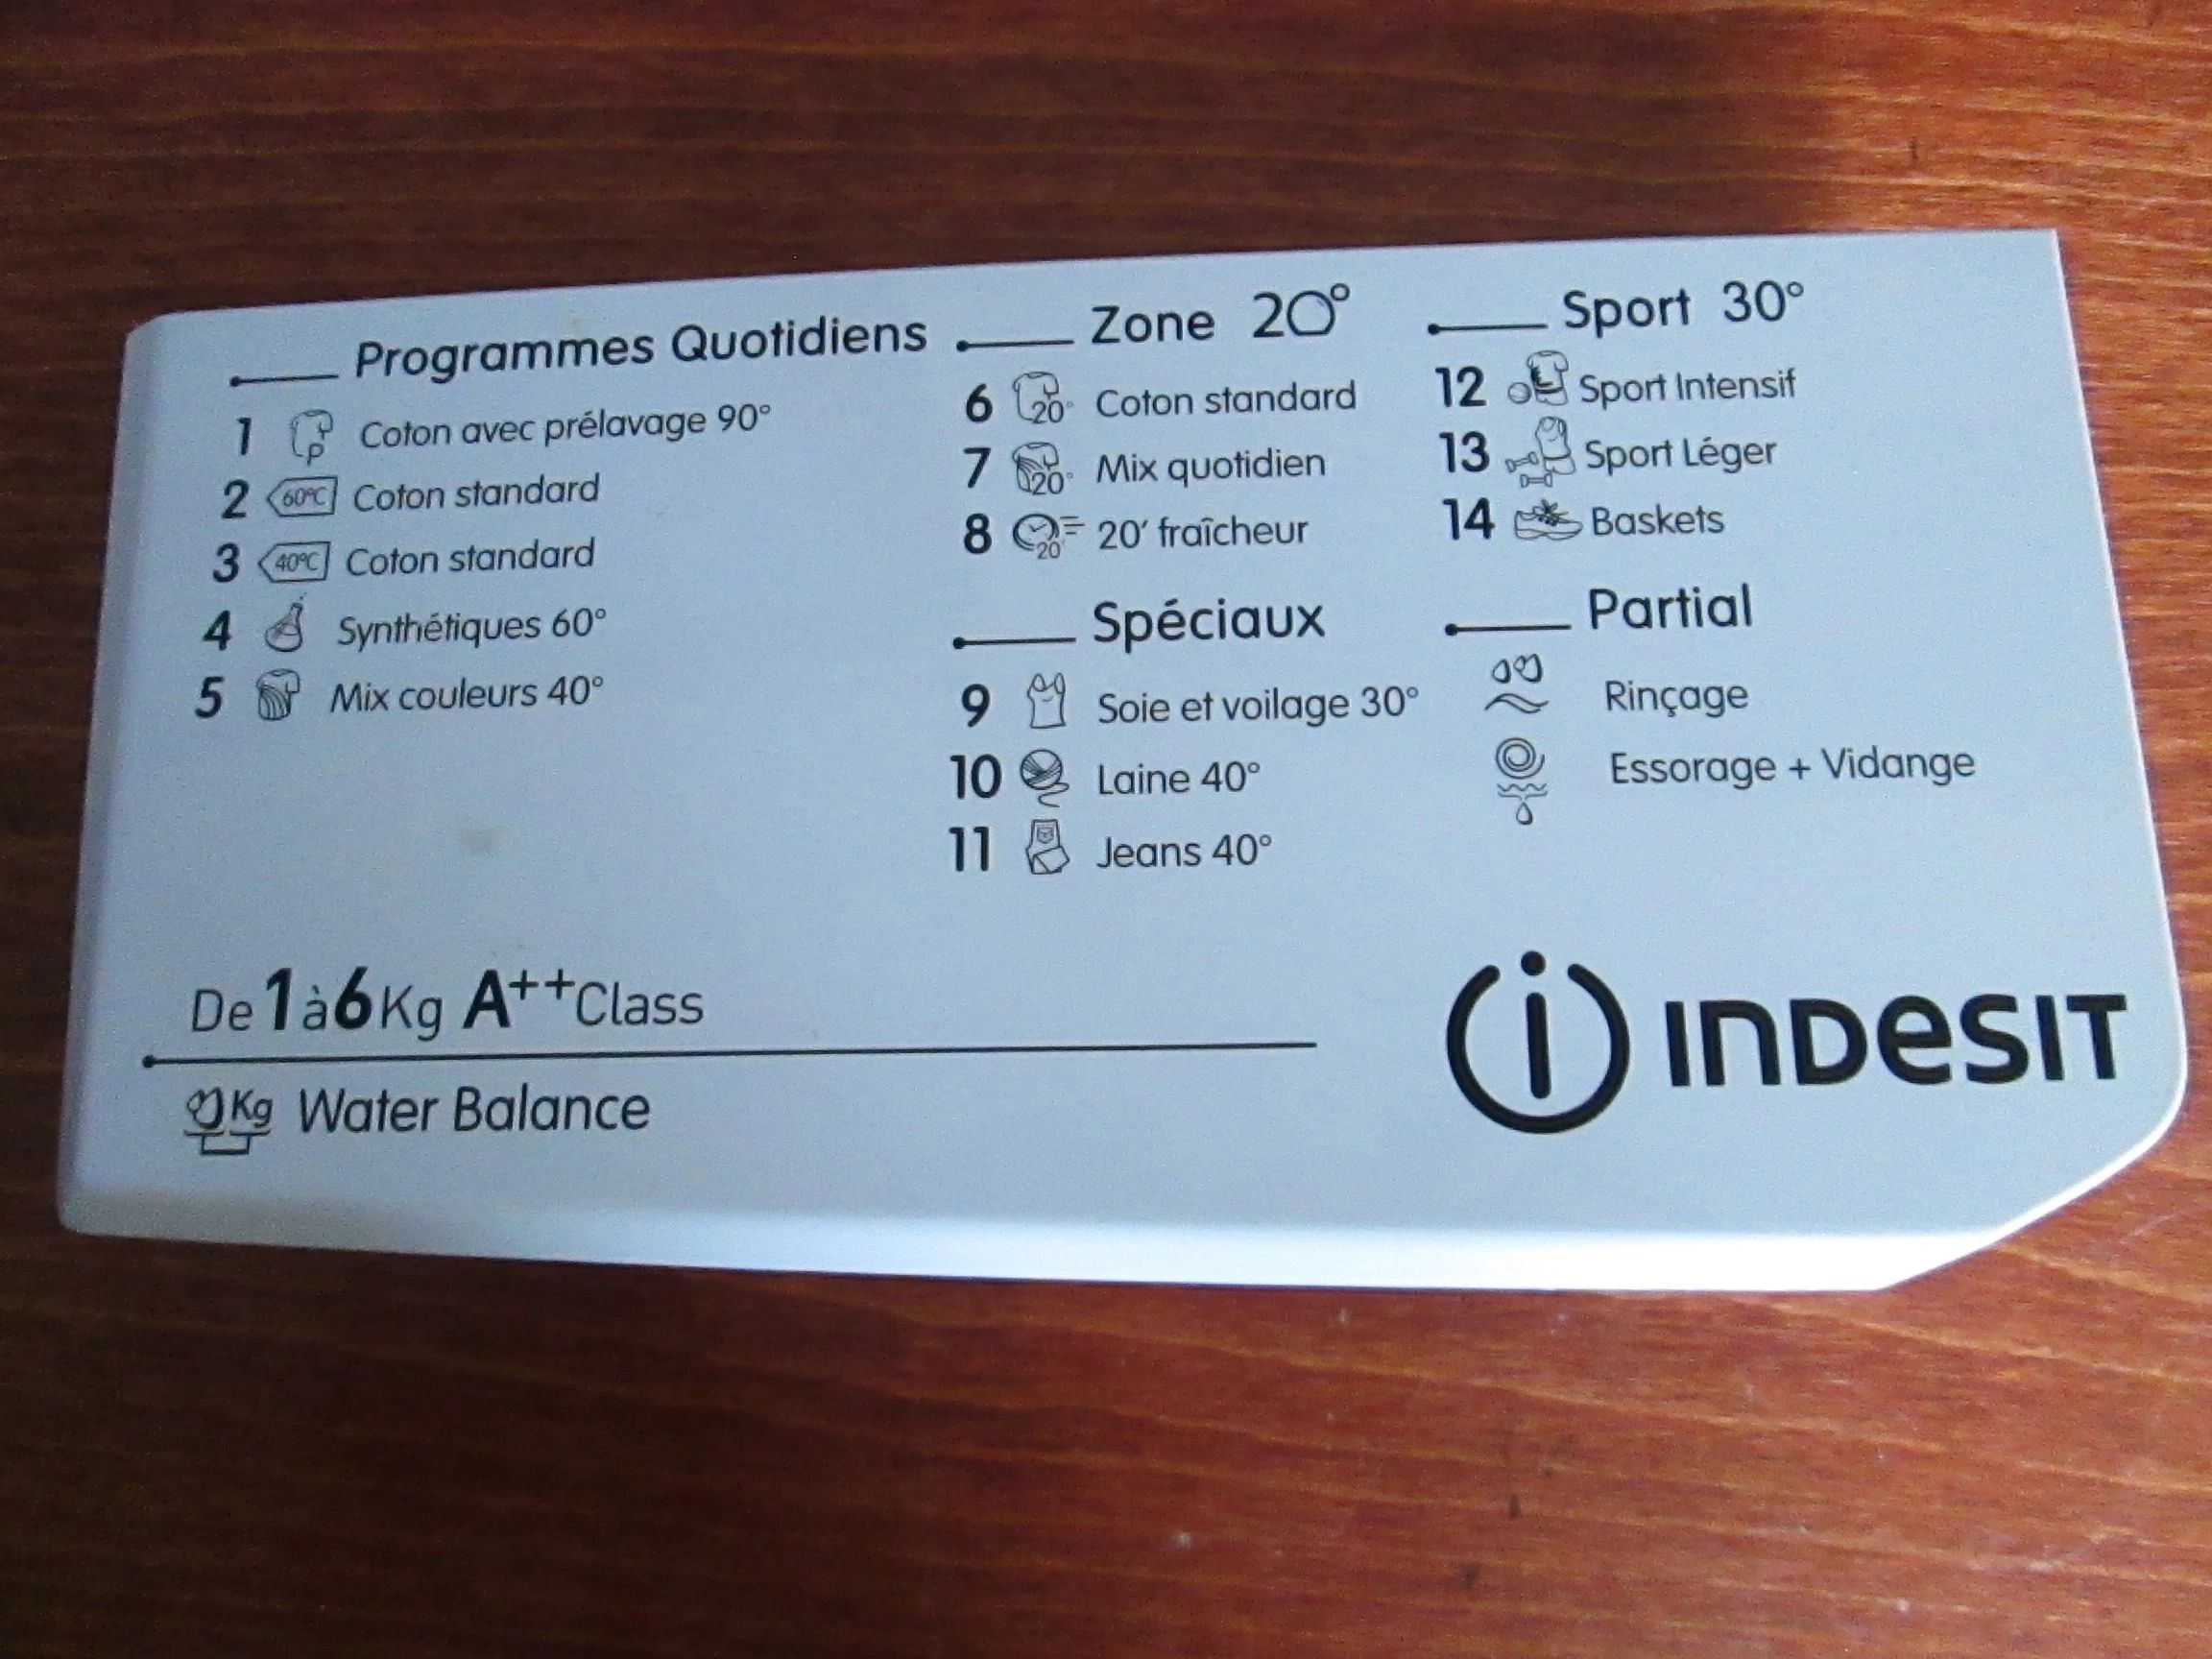 Programmes Quotidiens
1 P Coton avec prélavage 90°
2 60°C Coton standard
3 40°C Coton standard
4 Synthétiques 60°
5 Mix couleurs 40°
Zone 20°
6 20° Coton standard
7 20° Mix quotidien
8 20' 20' fraîcheur
Spéciaux
9 Soie et voilage 30°
10 Laine 40°
11 Jeans 40°
Sport 30°
12 Sport Intensif
13 Sport Léger
14 Baskets
Partial
Rinçage
Essorage + Vidange
De 1 à 6 Kg A++ Class
Kg Water Balance
i INDESIT